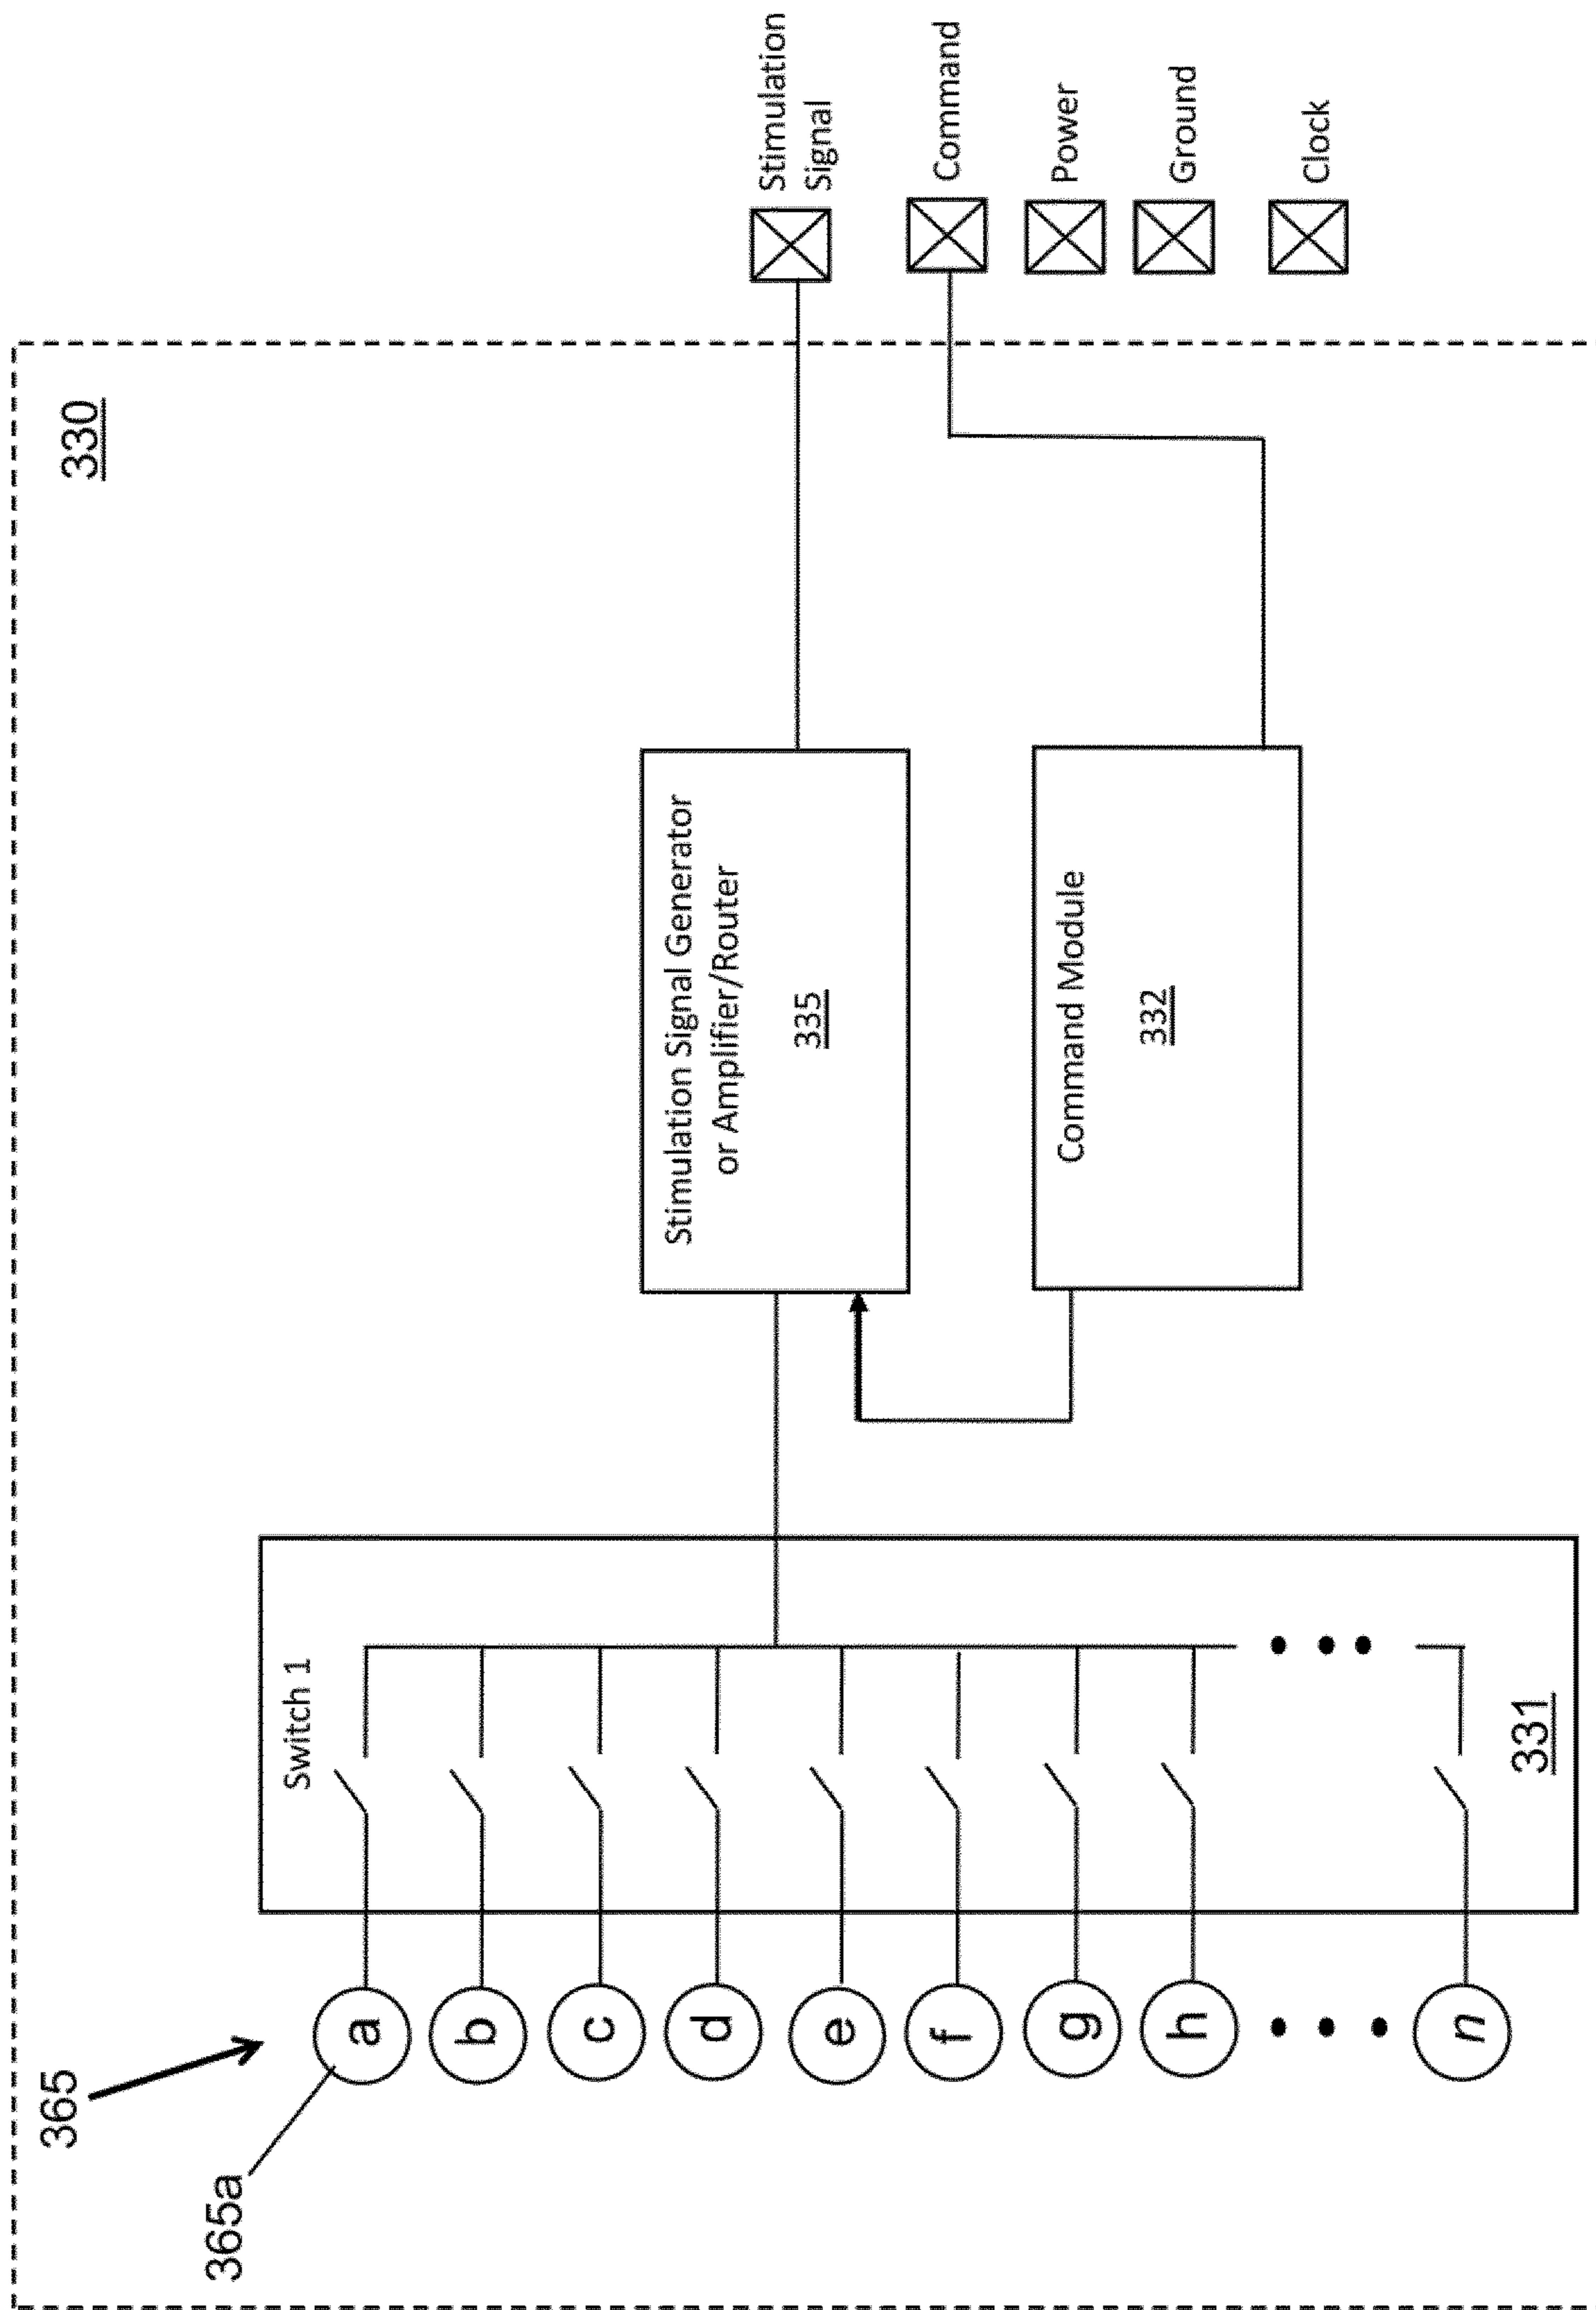 365
365a
a
b
c
d
e
f
g
h
n
Switch 1
331
Stimulation Signal Generator
or Amplifier/Router
335
Command Module
332
330
Stimulation
Signal
Command
Power
Ground
Clock